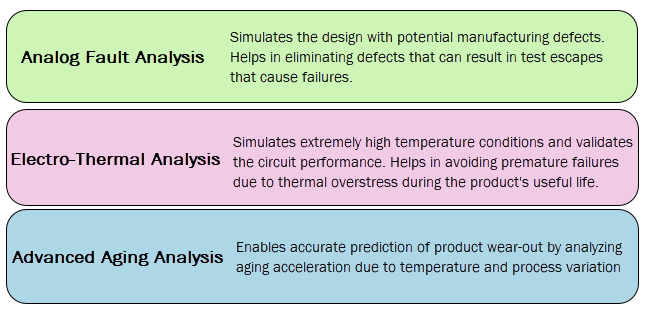 Analog Fault Analysis
Simulates the design with potential manufacturing defects.
Helps in eliminating defects that can result in test escapes
that cause failures.
Electro-Thermal Analysis
Simulates extremely high temperature conditions and validates
the circuit performance. Helps in avoiding premature failures
due to thermal overstress during the product's useful life.
Advanced Aging Analysis
Enables accurate prediction of product wear-out by analyzing
aging acceleration due to temperature and process variation